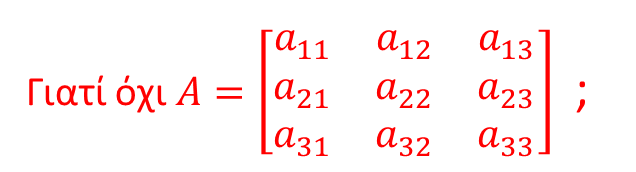 Γιατί όχι A = [a₁₁ a₁₂ a₁₃
a₂₁ a₂₂ a₂₃
a₃₁ a₃₂ a₃₃] ;